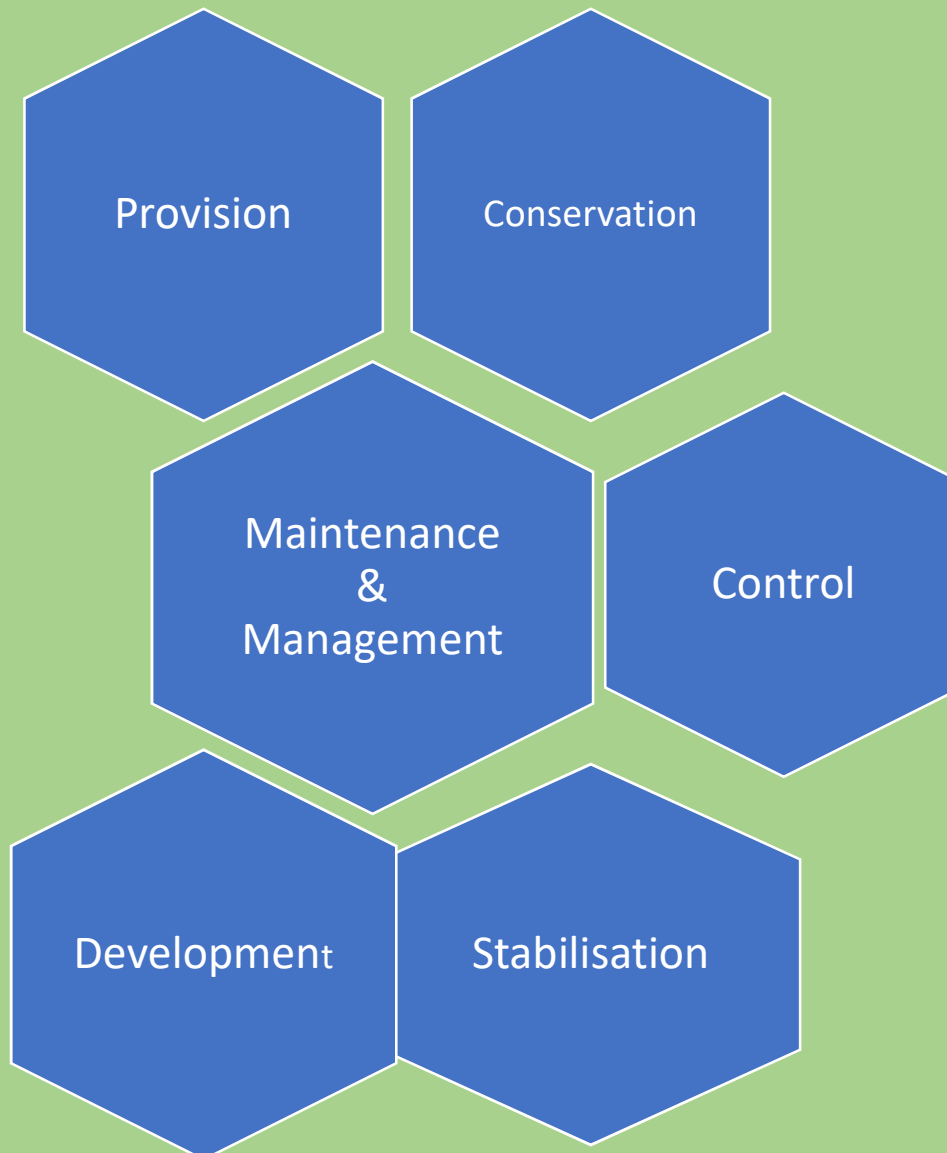 Provision
Conservation
Maintenance
&
Management
Control
Development
Stabilisation